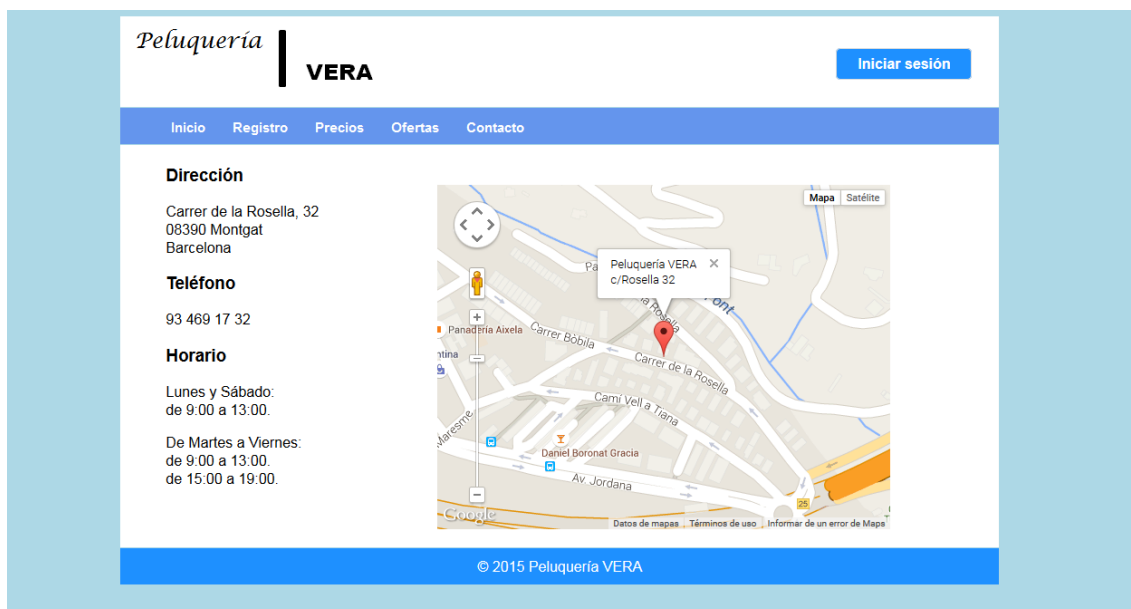 Peluquería
VERA
Iniciar sesión
Inicio Registro Precios Ofertas Contacto
Dirección
Carrer de la Rosella, 32
08390 Montgat
Barcelona
Teléfono
93 469 17 32
Horario
Lunes y Sábado:
de 9:00 a 13:00.
De Martes a Viernes:
de 9:00 a 13:00.
de 15:00 a 19:00.
Mapa Satélite
Peluquería VERA
c/Rosella 32
Panadería Aixela
Carrer Bòbila
Carrer de la Rosella
Camí Vell a Tiana
Maresme
Daniel Boronat Gracia
Av. Jordana
25
Google
Datos de mapas Términos de uso Informar de un error de Maps
© 2015 Peluquería VERA